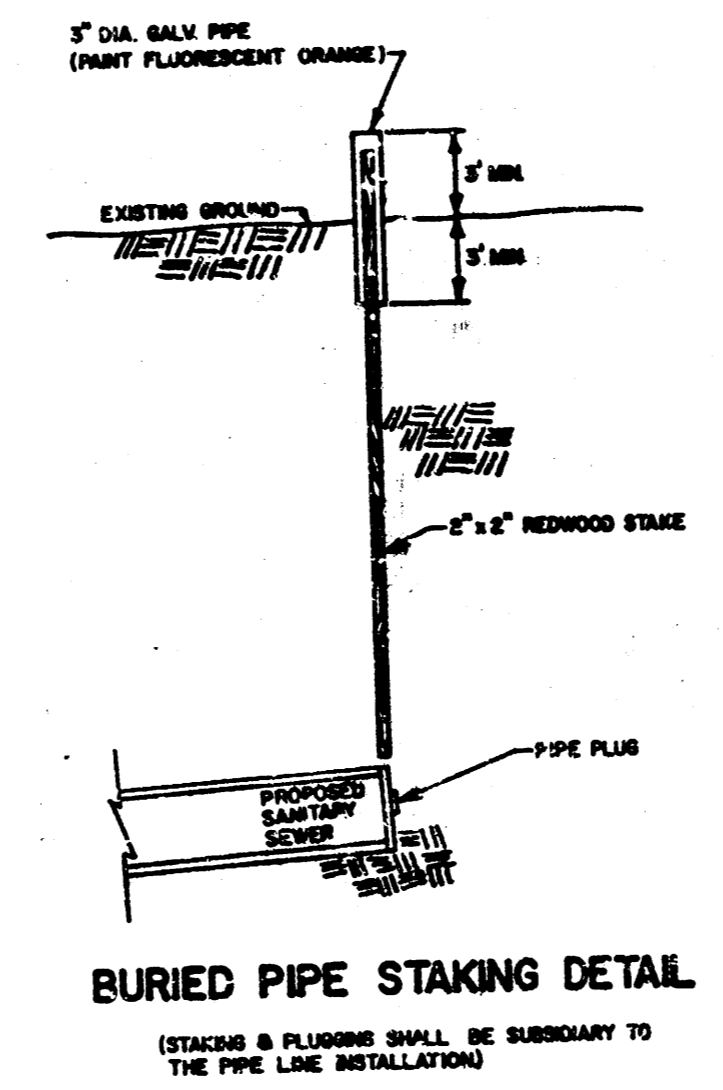 3" DIA. GALV. PIPE
(PAINT FLUORESCENT ORANGE)
3' MIN.
EXISTING GROUND
3' MIN.
2" x 2" REDWOOD STAKE
PIPE PLUG
PROPOSED
SANITARY
SEWER
BURIED PIPE STAKING DETAIL
(STAKING & PLUGGING SHALL BE SUBSIDIARY TO
THE PIPE LINE INSTALLATION)